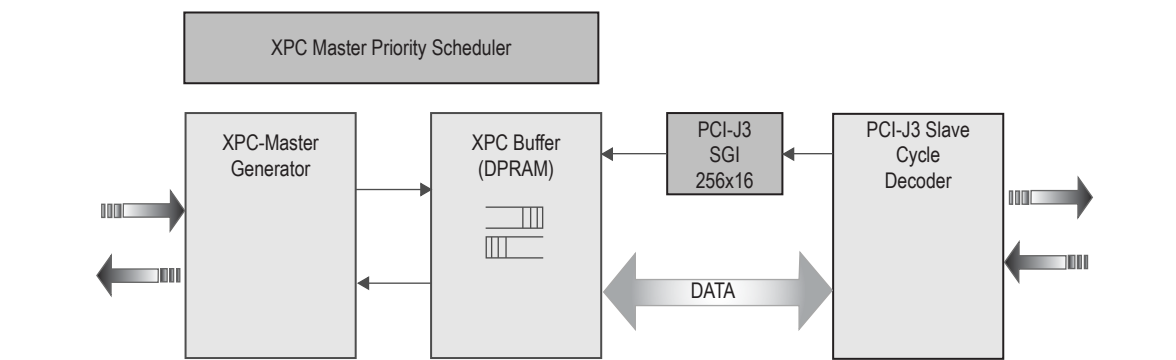 XPC Master Priority Scheduler
XPC-Master
Generator
XPC Buffer
(DPRAM)
PCI-J3
SGI
256x16
PCI-J3 Slave
Cycle
Decoder
DATA